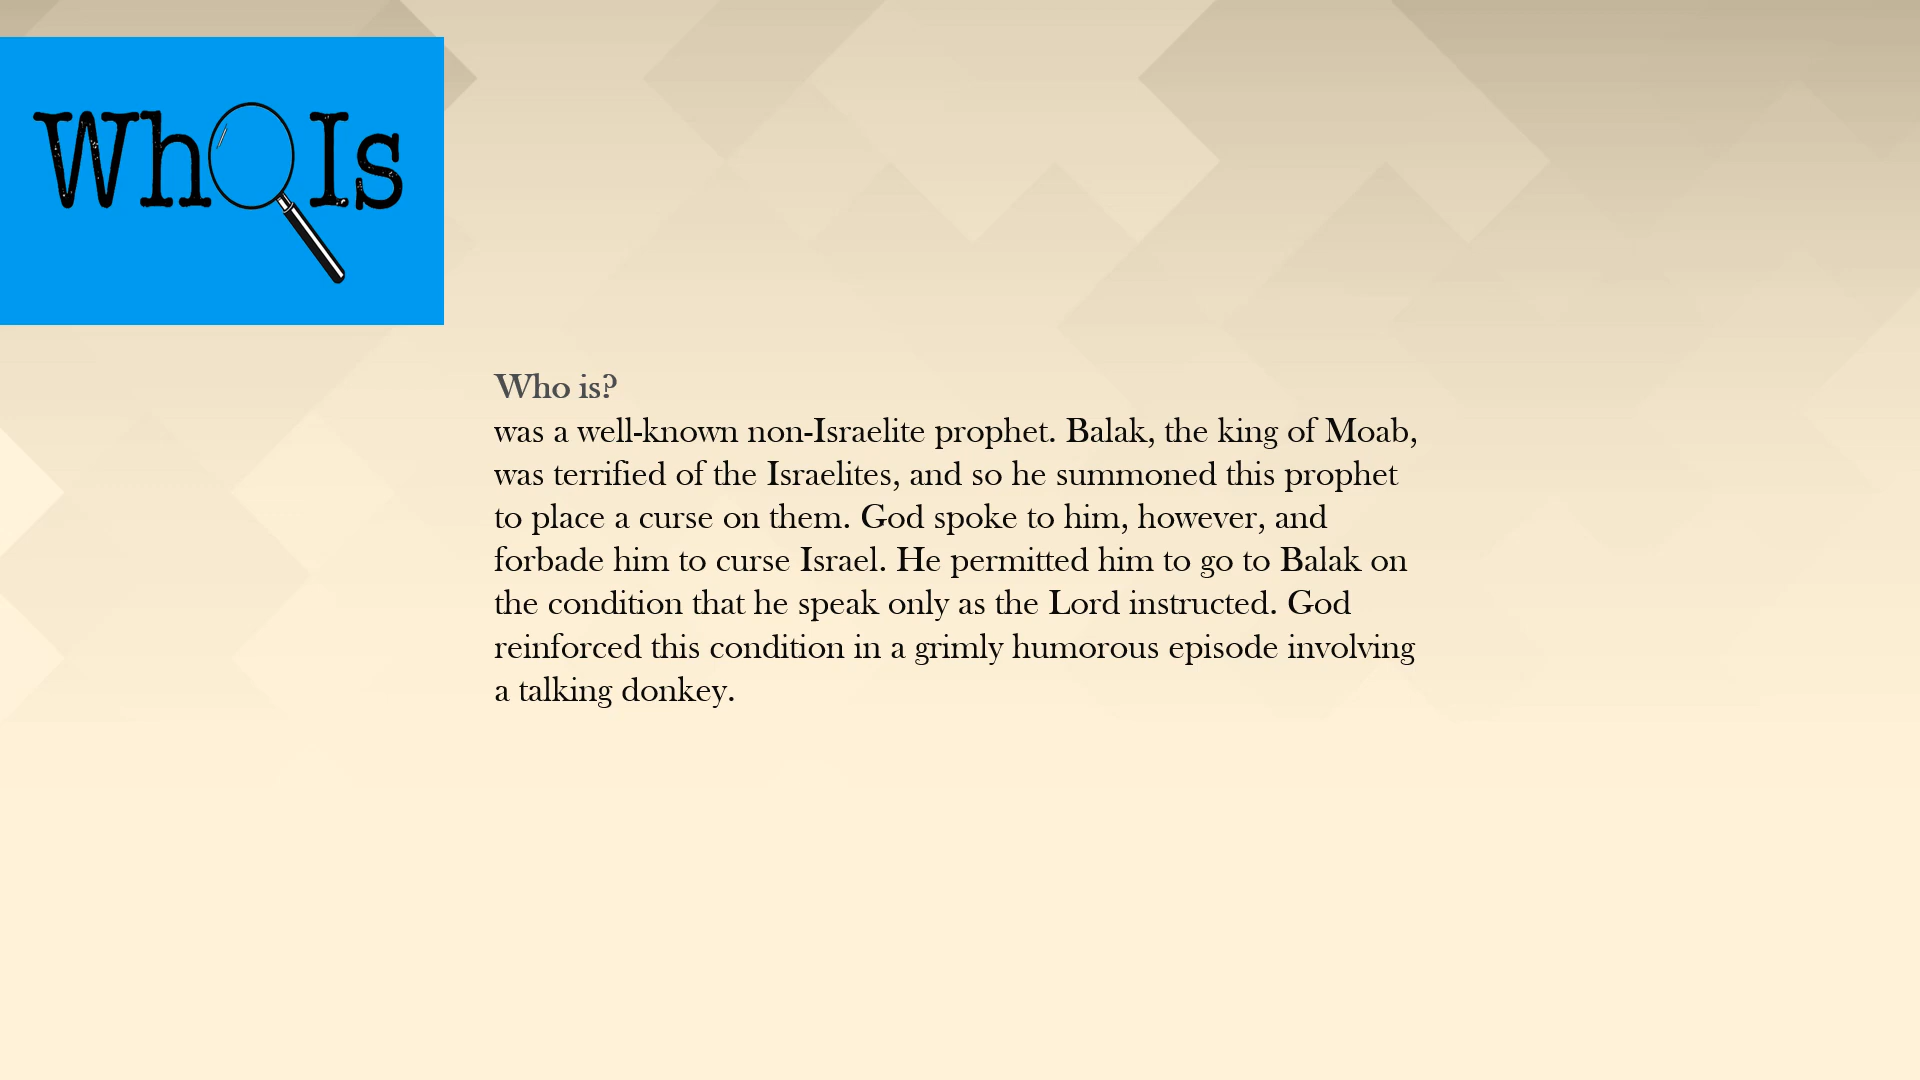 Who Is
Who is?
was a well-known non-Israelite prophet. Balak, the king of Moab,
was terrified of the Israelites, and so he summoned this prophet
to place a curse on them. God spoke to him, however, and
forbade him to curse Israel. He permitted him to go to Balak on
the condition that he speak only as the Lord instructed. God
reinforced this condition in a grimly humorous episode involving
a talking donkey.